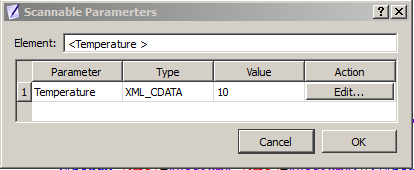 Scannable Paramerters
Element: <Temperature >
Parameter Type Value Action
1 Temperature XML_CDATA 10 Edit...
Cancel OK